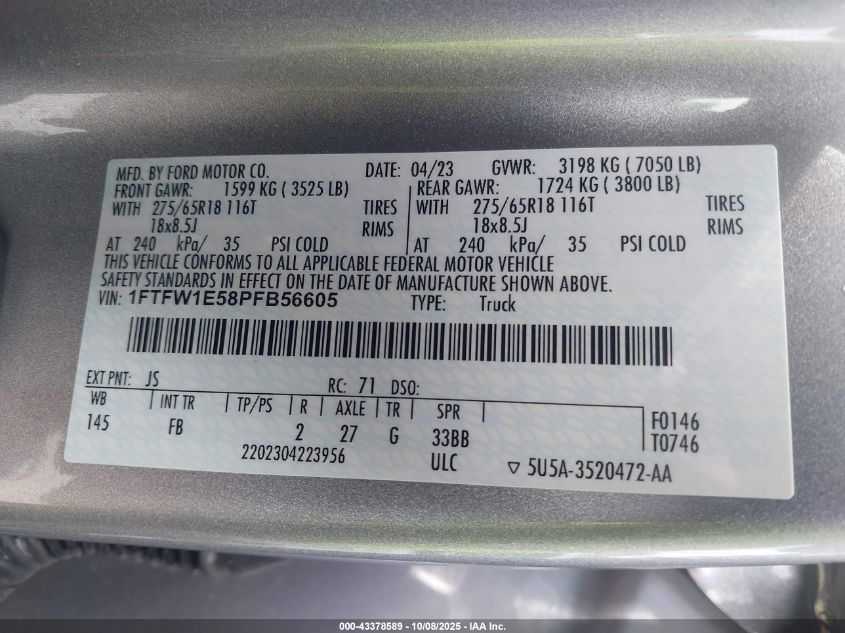 MFD. BY FORD MOTOR CO. DATE: 04/23 GVWR: 3198 KG ( 7050 LB)
FRONT GAWR: 1599 KG ( 3525 LB) REAR GAWR: 1724 KG ( 3800 LB)
WITH 275/65R18 116T TIRES WITH 275/65R18 116T TIRES
18x8.5J RIMS 18x8.5J RIMS
AT 240 kPa/ 35 PSI COLD AT 240 kPa/ 35 PSI COLD
THIS VEHICLE CONFORMS TO ALL APPLICABLE FEDERAL MOTOR VEHICLE
SAFETY STANDARDS IN EFFECT ON THE DATE OF MANUFACTURE SHOWN ABOVE.
VIN: 1FTFW1E58PFB56605 TYPE: Truck
EXT PNT: JS RC: 71 DSO:
WB INT TR TP/PS R AXLE TR SPR F0146
145 FB 2 27 G 33BB T0746
2202304223956 ULC ▽ 5U5A-3520472-AA
000-43378589 - 10/08/2025 - IAA Inc.